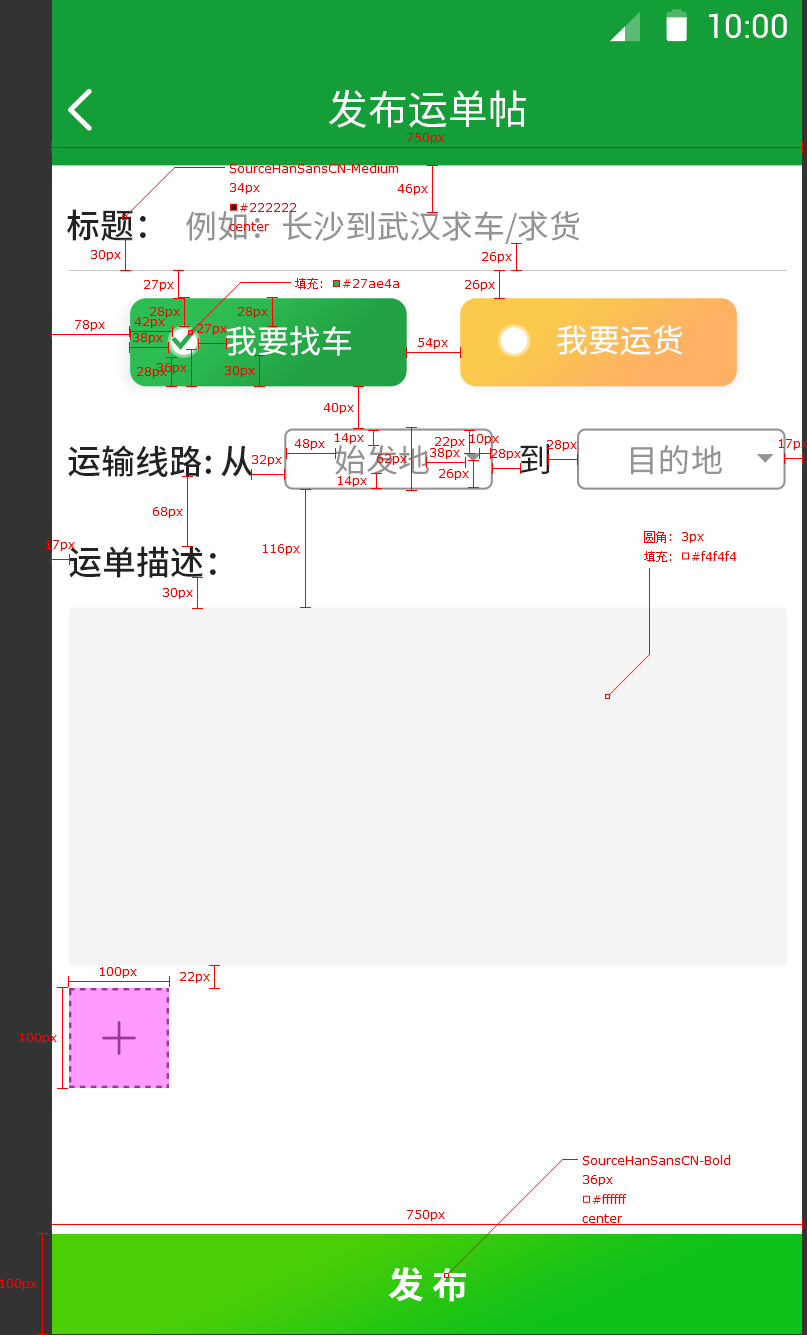 10:00
发布运单帖
750px
SourceHanSansCN-Medium
34px
#222222
center
46px
标题： 例如：长沙到武汉求车/求货
30px
26px
27px
填充：#27ae4a
26px
28px
28px
78px
42px
27px
38px
我要找车
54px
我要运货
28px
36px
30px
40px
运输线路: 从
32px
48px
14px
始发地
62px
22px
10px
38px
28px
26px
14px
到
28px
目的地
17px
68px
116px
17px
运单描述：
30px
圆角：3px
填充：#f4f4f4
100px
22px
100px
SourceHanSansCN-Bold
36px
#ffffff
center
750px
100px
发 布